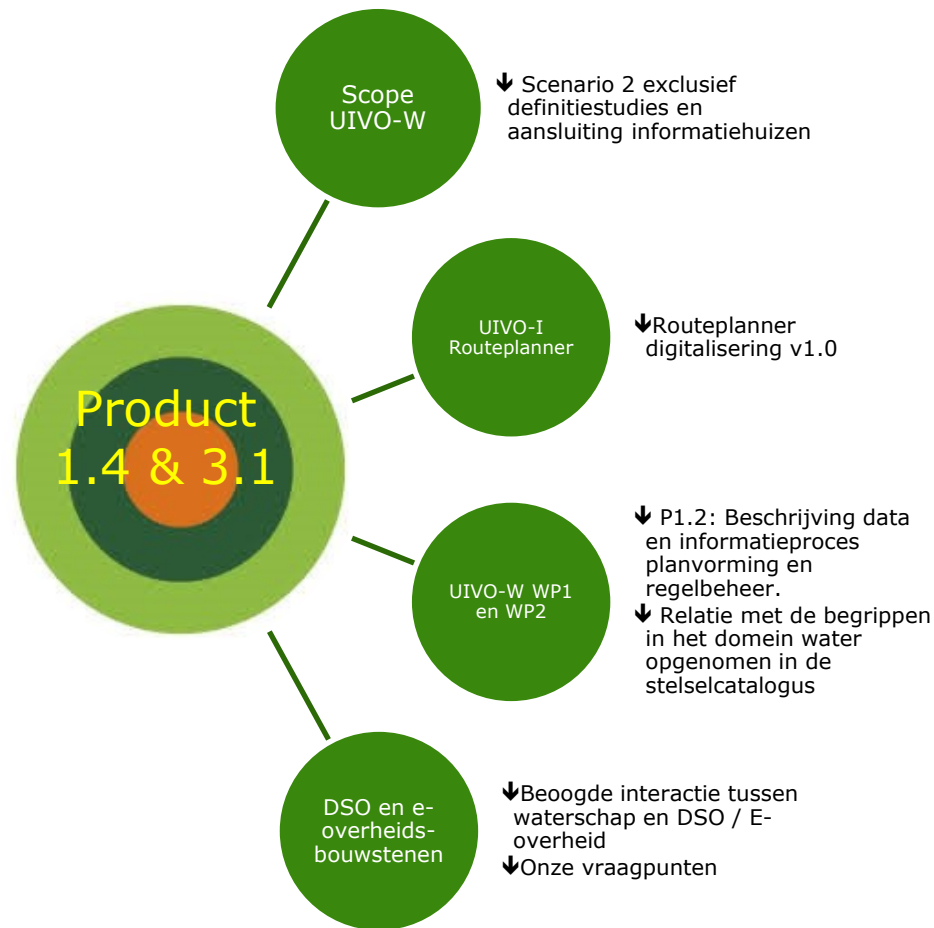 Scope
UIVO-W
🡻 Scenario 2 exclusief
definitiestudies en
aansluiting informatiehuizen
UIVO-I
Routeplanner
🡻Routeplanner
digitalisering v1.0
Product
1.4 & 3.1
UIVO-W WP1
en WP2
🡻 P1.2: Beschrijving data
en informatieproces
planvorming en
regelbeheer.
🡻 Relatie met de begrippen
in het domein water
opgenomen in de
stelselcatalogus
DSO en e-
overheids-
bouwstenen
🡻Beoogde interactie tussen
waterschap en DSO / E-
overheid
🡻Onze vraagpunten